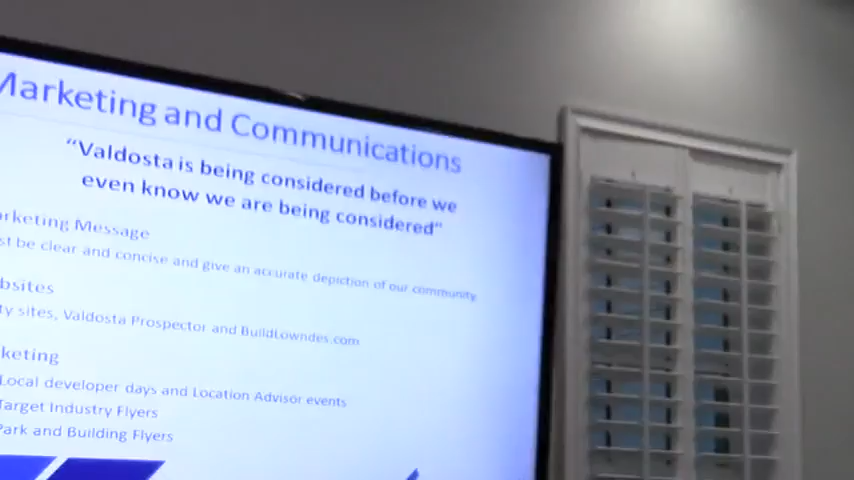 Marketing and Communications
“Valdosta is being considered before we
even know we are being considered“
arketing Message
st be clear and concise and give an accurate depiction of our community.
bsites
ty sites, Valdosta Prospector and BuildLowndes.com
keting
Local developer days and Location Advisor events
Target Industry Flyers
Park and Building Flyers